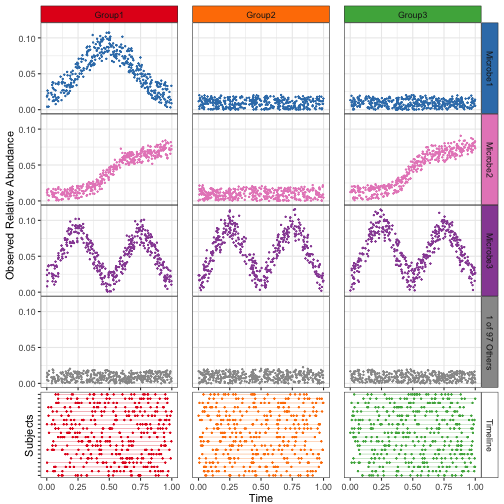 Group1 Group2 Group3
0.10
0.05
0.00
Microbe1
0.10
0.05
0.00
Microbe2
Observed Relative Abundance
0.10
0.05
0.00
Microbe3
0.10
0.05
0.00
1 of 97 Others
Subjects
Timeline
0.00 0.25 0.50 0.75 1.00 0.00 0.25 0.50 0.75 1.00 0.00 0.25 0.50 0.75 1.00
Time